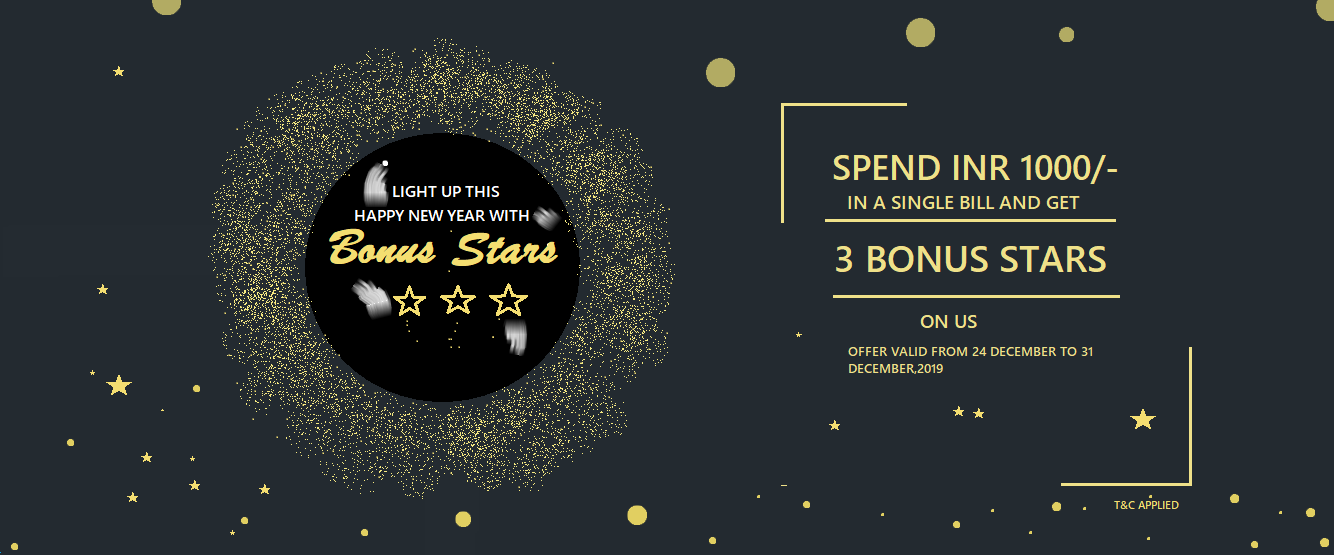 LIGHT UP THIS
HAPPY NEW YEAR WITH
Bonus Stars
SPEND INR 1000/-
IN A SINGLE BILL AND GET
3 BONUS STARS
ON US
OFFER VALID FROM 24 DECEMBER TO 31
DECEMBER,2019
T&C APPLIED